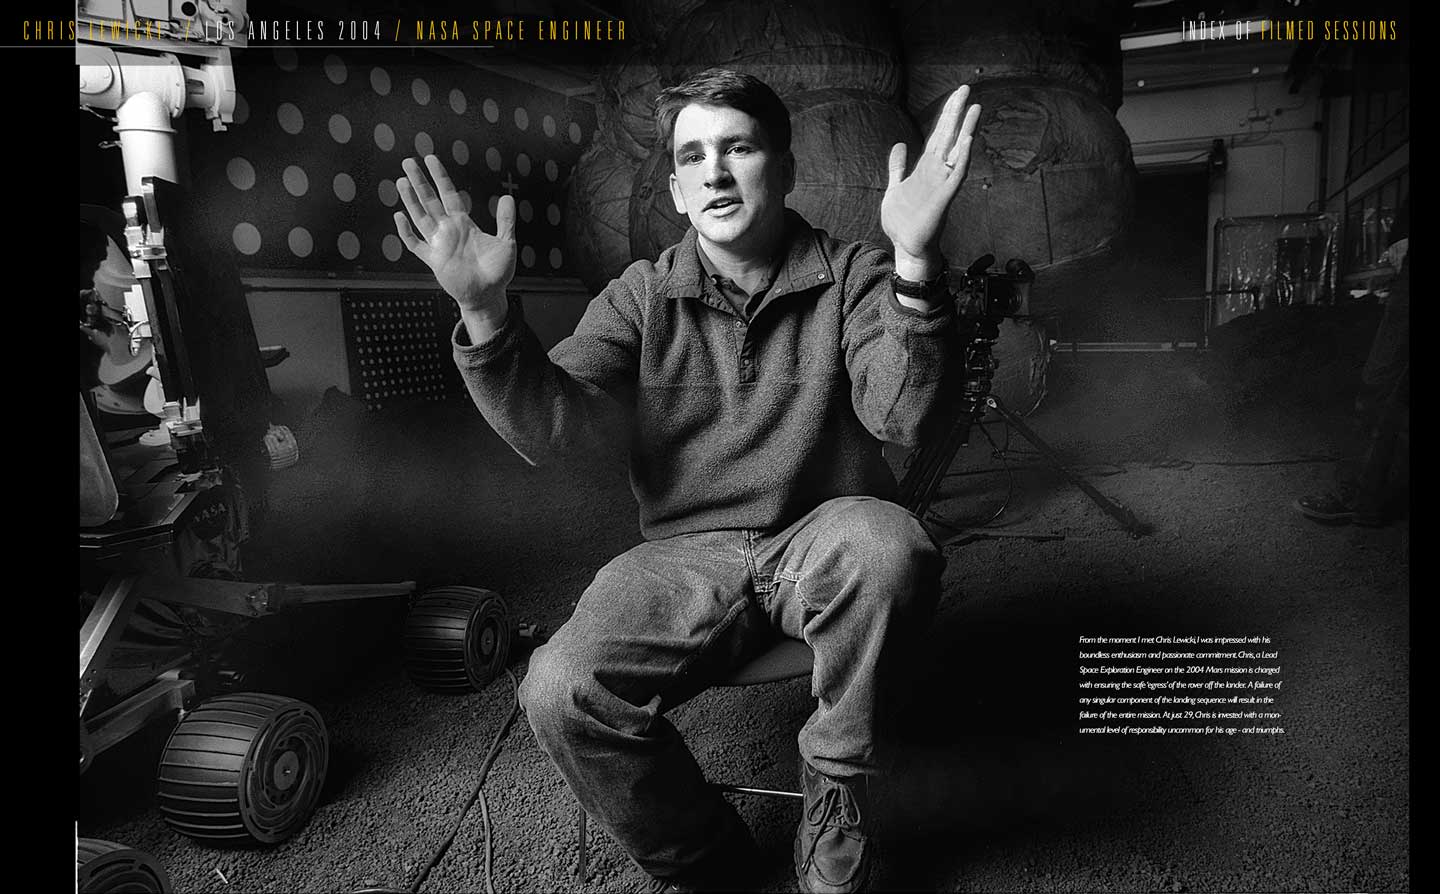 CHRIS LEWICKI / LOS ANGELES 2004 / NASA SPACE ENGINEER
INDEX OF FILMED SESSIONS
NASA
From the moment I met Chris Lewicki, I was impressed with his
boundless enthusiasm and passionate commitment. Chris, a Lead
Space Exploration Engineer on the 2004 Mars mission is charged
with ensuring the safe 'egress' of the rover off the lander. A failure of
any singular component of the landing sequence will result in the
failure of the entire mission. At just 29, Chris is invested with a mon-
umental level of responsibility uncommon for his age - and triumphs.